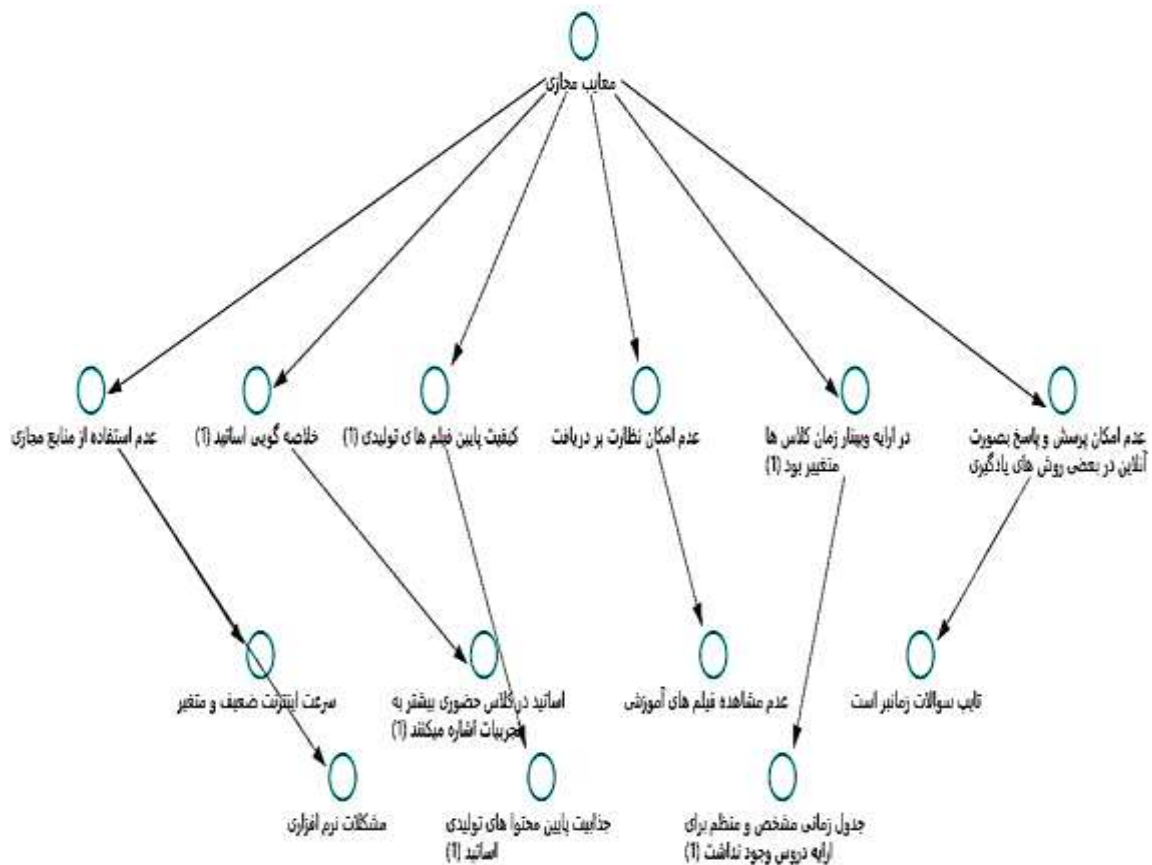 معایب مجازی
عدم امکان پرسش و پاسخ بصورت
آنلاین در بعضی روش های یادگیری
در ارایه وبینار زمان کلاس ها
متغییر بود (1)
عدم امکان نظارت بر دریافت
کیفیت پایین فیلم ها ی تولیدی (1)
خلاصه گویی اساتید (1)
عدم استفاده از منابع مجازی
تایپ سوالات زمانبر است
عدم مشاهده فیلم های آموزشی
اساتید در کلاس حضوری بیشتر به
تجربیات اشاره میکنند (1)
سرعت اینترنت ضعیف و متغیر
جدول زمانی مشخص و منظم برای
ارایه دروس وجود نداشت (1)
جذابیت پایین محتوا های تولیدی
اساتید (1)
مشکلات نرم افزاری